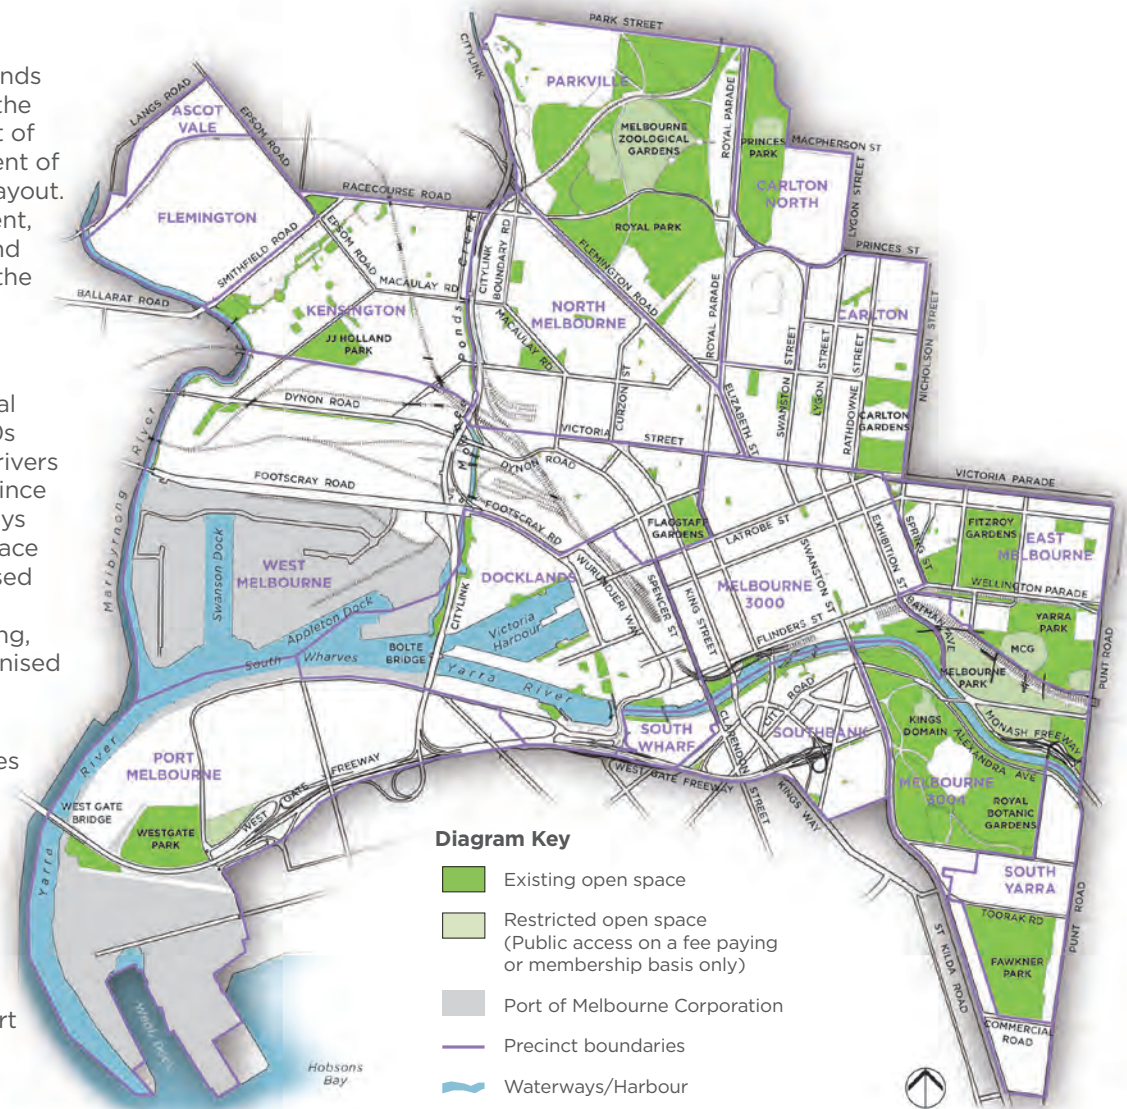 nds
the
t of
ent of
ayout.
ent,
nd
the
al
0s
rivers
ince
ays
ace
sed
ng,
nised
es
rt
PARK STREET
CITYLINK
PARKVILLE
LANGS ROAD
ASCOT
VALE
EPSOM ROAD
MELBOURNE
ZOOLOGICAL
GARDENS
ROYAL PARADE
PRINCES
PARK
MACPHERSON ST
CARLTON
NORTH
LYGON STREET
RACECOURSE ROAD
FLEMINGTON
ROYAL PARK
PRINCES ST
SMITHFIELD ROAD
EPSOM ROAD
CITYLINK
BOUNDARY RD
FLEMINGTON ROAD
MACAULAY RD
BALLARAT ROAD
KENSINGTON
NORTH
MELBOURNE
ROYAL PARADE
CARLTON
NICHOLSON STREET
JJ HOLLAND
PARK
MACAULAY RD
Moonee Ponds Creek
SWANSTON STREET
LYGON STREET
RATHDOWNE STREET
CURZON ST
ELIZABETH ST
DYNON ROAD
CARLTON
GARDENS
VICTORIA STREET
Maribyrnong River
DYNON ROAD
FOOTSCRAY ROAD
VICTORIA PARADE
FOOTSCRAY RD
FLAGSTAFF
GARDENS
LATROBE ST
EXHIBITION ST
SPRING ST
FITZROY
GARDENS
EAST
MELBOURNE
Swanson Dock
WEST
MELBOURNE
DOCKLANDS
WURUNDJERI WAY
SPENCER ST
KING STREET
MELBOURNE
3000
SWANSTON ST
WELLINGTON PARADE
Appleton Dock
CITYLINK
Victoria
Harbour
FLINDERS ST
BATMAN AVE
YARRA
PARK
MCG
PUNT ROAD
BOLTE
BRIDGE
South Wharves
Yarra River
MELBOURNE
PARK
CITY ROAD
KINGS
DOMAIN
MONASH FREEWAY
ALEXANDRA AVE
SOUTH
WHARF
CLARENDON STREET
SOUTHBANK
PORT
MELBOURNE
WEST GATE FREEWAY
WEST GATE FREEWAY
KINGS WAY
MELBOURNE
3004
ROYAL
BOTANIC
GARDENS
WEST GATE
BRIDGE
WESTGATE
PARK
Yarra River
SOUTH
YARRA
TOORAK RD
PUNT ROAD
FAWKNER
PARK
ST KILDA ROAD
COMMERCIAL
ROAD
Webb Dock
Hobsons
Bay
Diagram Key
Existing open space
Restricted open space
(Public access on a fee paying
or membership basis only)
Port of Melbourne Corporation
Precinct boundaries
Waterways/Harbour